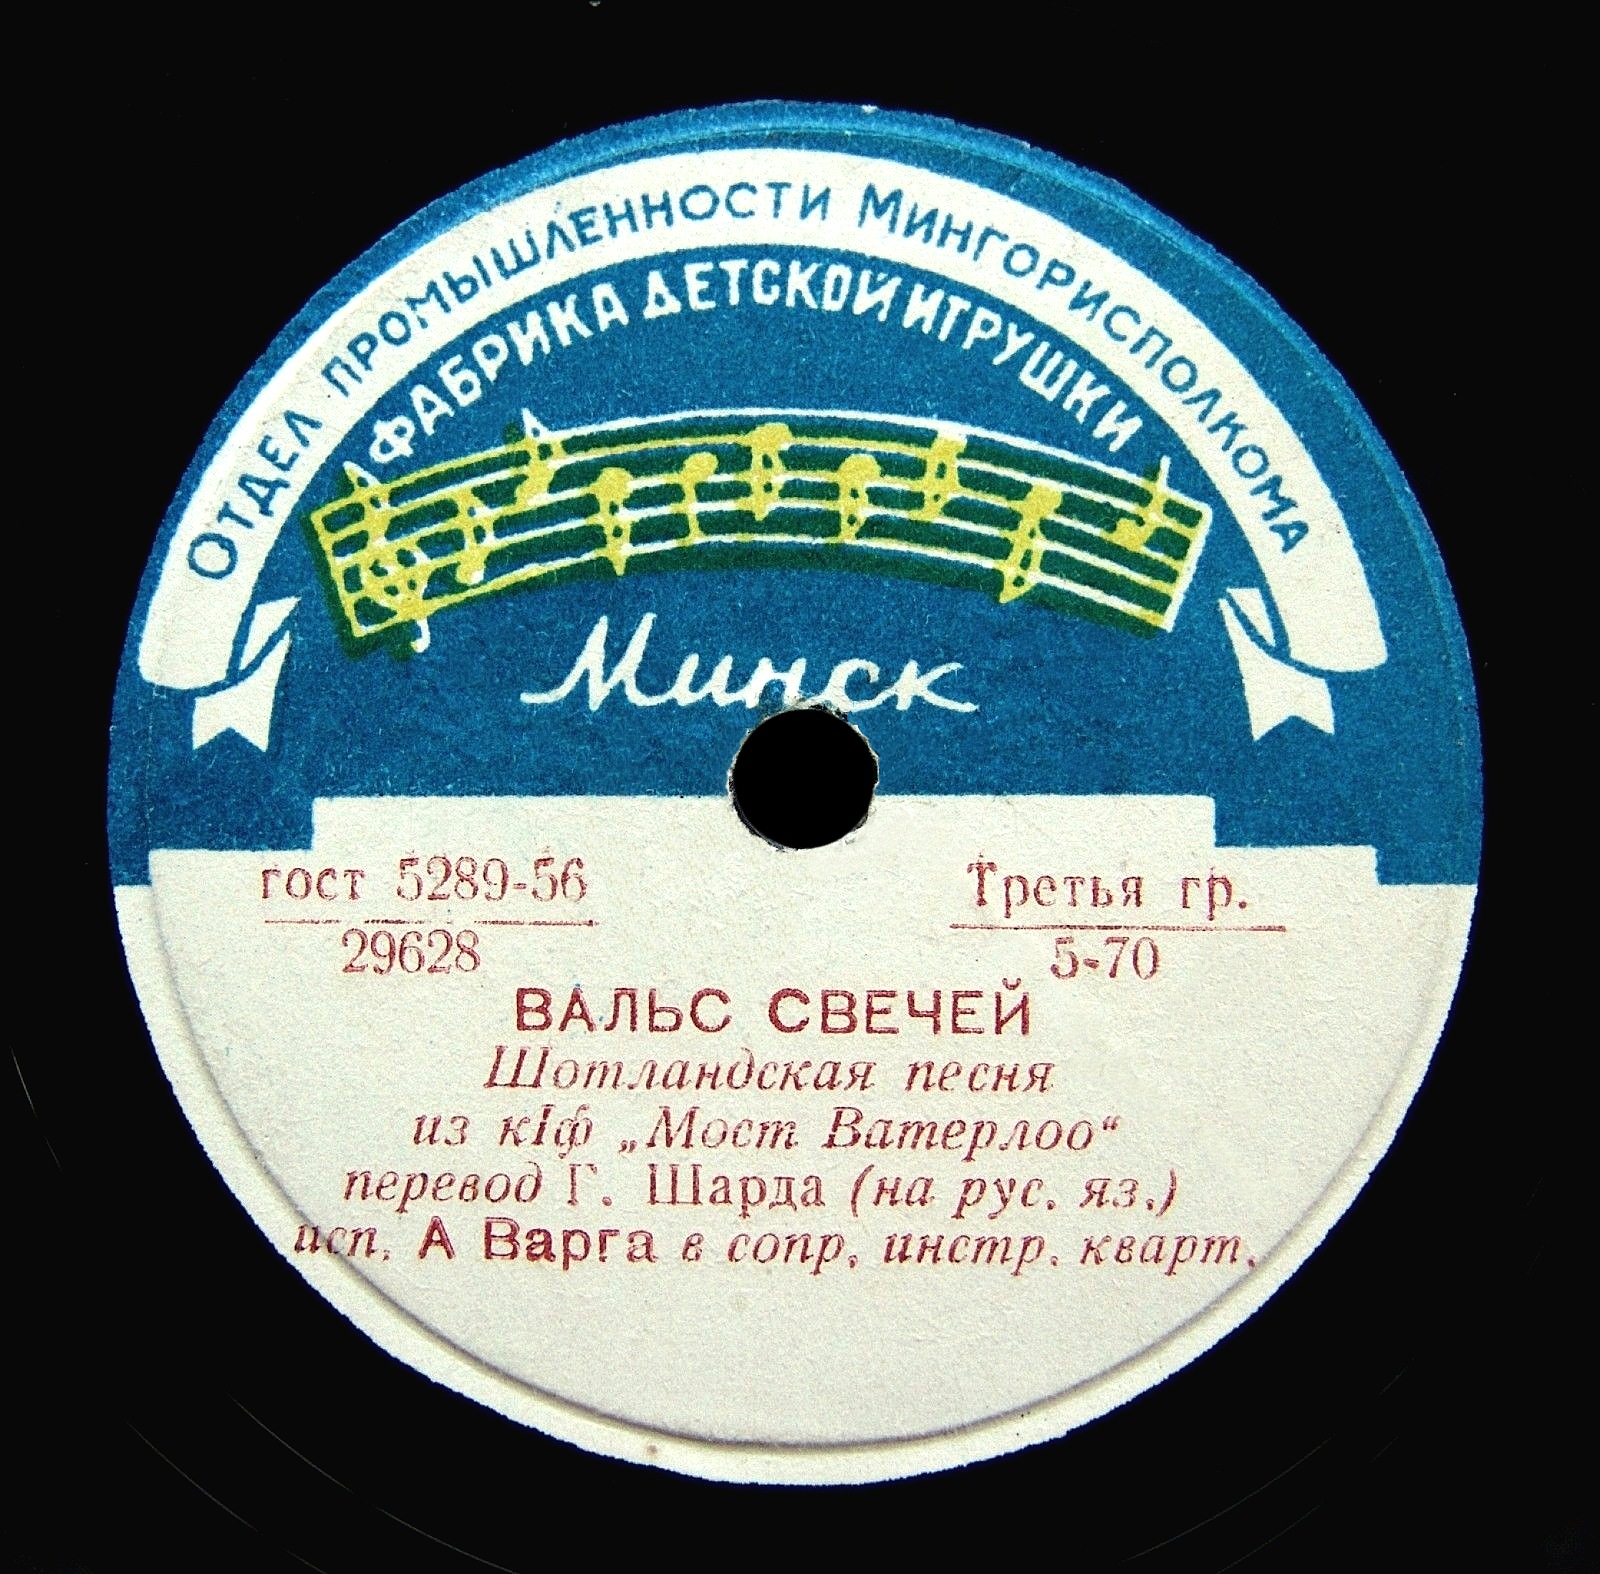 Отдел промышленности Мингорисполкома
Фабрика детской игрушки
Минск
гост 5289-56
29628
Третья гр.
5-70
ВАЛЬС СВЕЧЕЙ
Шотландская песня
из кIф „Мост Ватерлоо“
перевод Г. Шарда (на рус. яз.)
исп. А Варга в сопр. инстр. кварт.